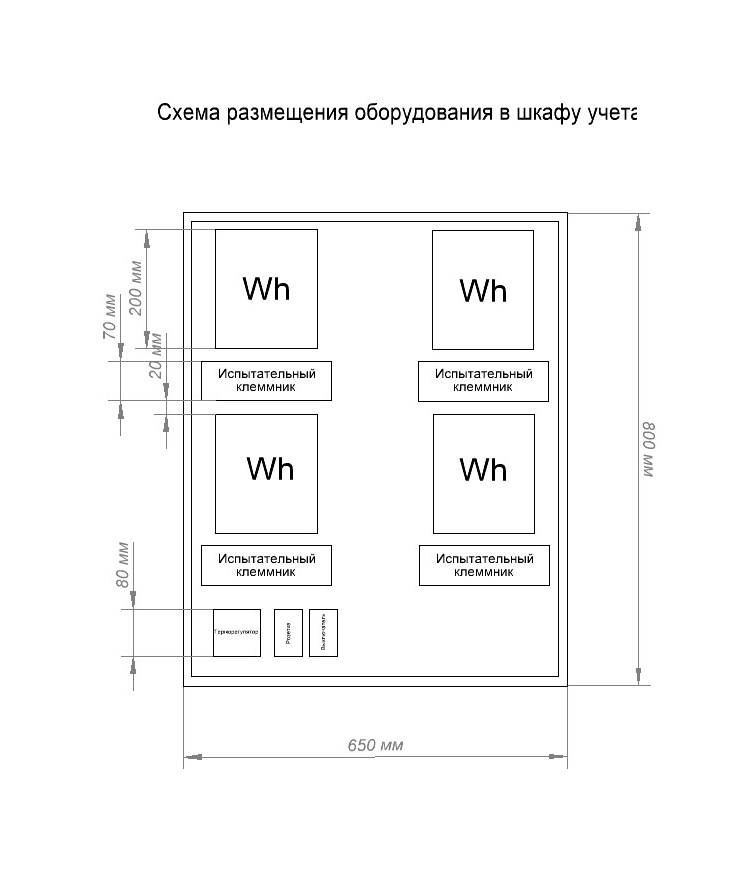 Схема размещения оборудования в шкафу учета
200 мм
70 мм
20 мм
Wh
Wh
Испытательный
клеммник
Испытательный
клеммник
Wh
Wh
800 мм
Испытательный
клеммник
Испытательный
клеммник
80 мм
Терморегулятор
Розетка
Выключатель
650 мм